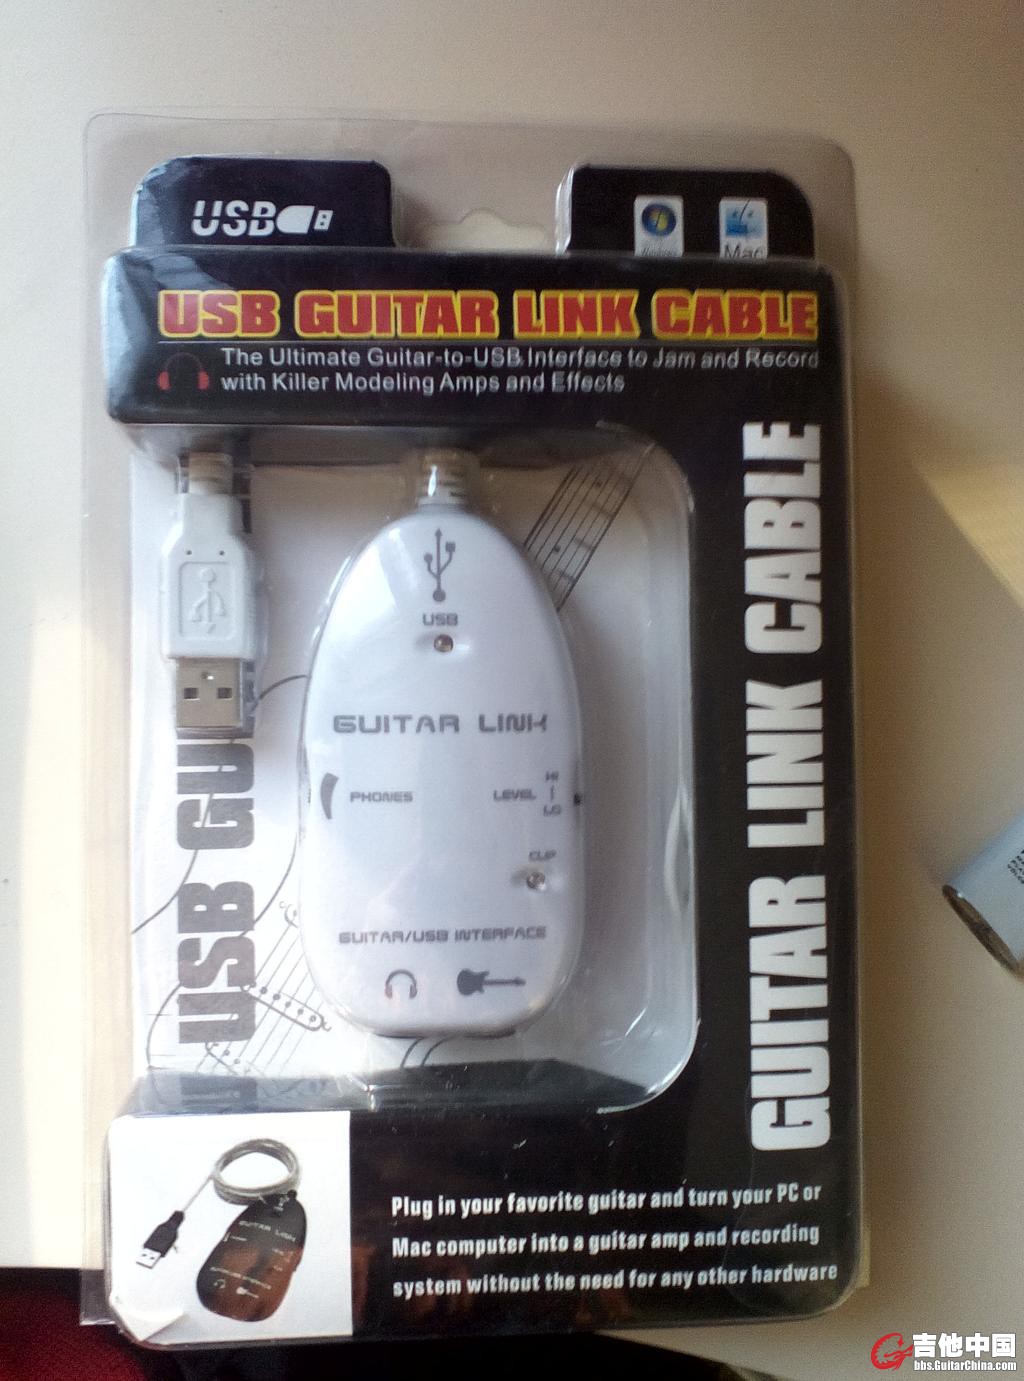 USB
Windows
Mac
USB GUITAR LINK CABLE
The Ultimate Guitar-to-USB Interface to Jam and Record
with Killer Modeling Amps and Effects
USB
GUITAR LINK
PHONES
LEVEL
HI
LO
CLIP
GUITAR/USB INTERFACE
USB GU
GUITAR LINK CABLE
GUITAR LINK
Plug in your favorite guitar and turn your PC or
Mac computer into a guitar amp and recording
system without the need for any other hardware
吉他中国
bbs.GuitarChina.com